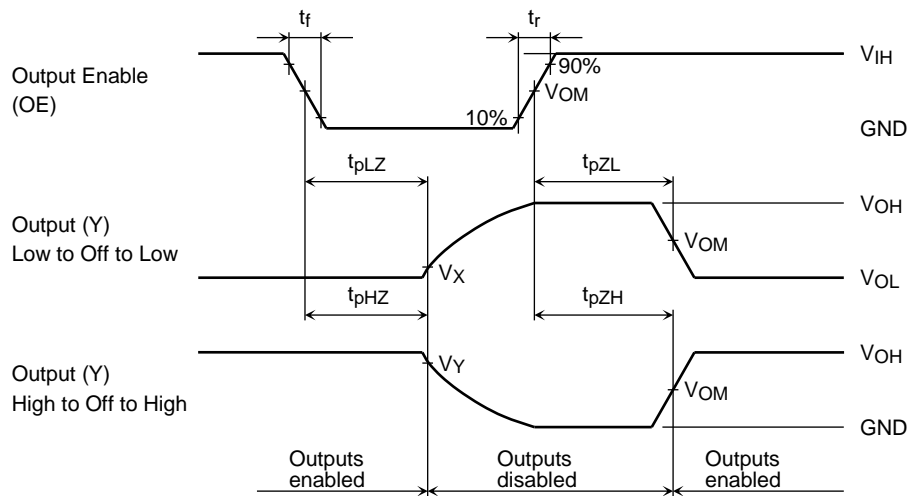 tf
tr
VIH
Output Enable
(OE)
90%
VOM
10%
GND
tpLZ
tpZL
VOH
Output (Y)
Low to Off to Low
VOM
VX
VOL
tpHZ
tpZH
VOH
Output (Y)
High to Off to High
VY
VOM
GND
Outputs
enabled
Outputs
disabled
Outputs
enabled